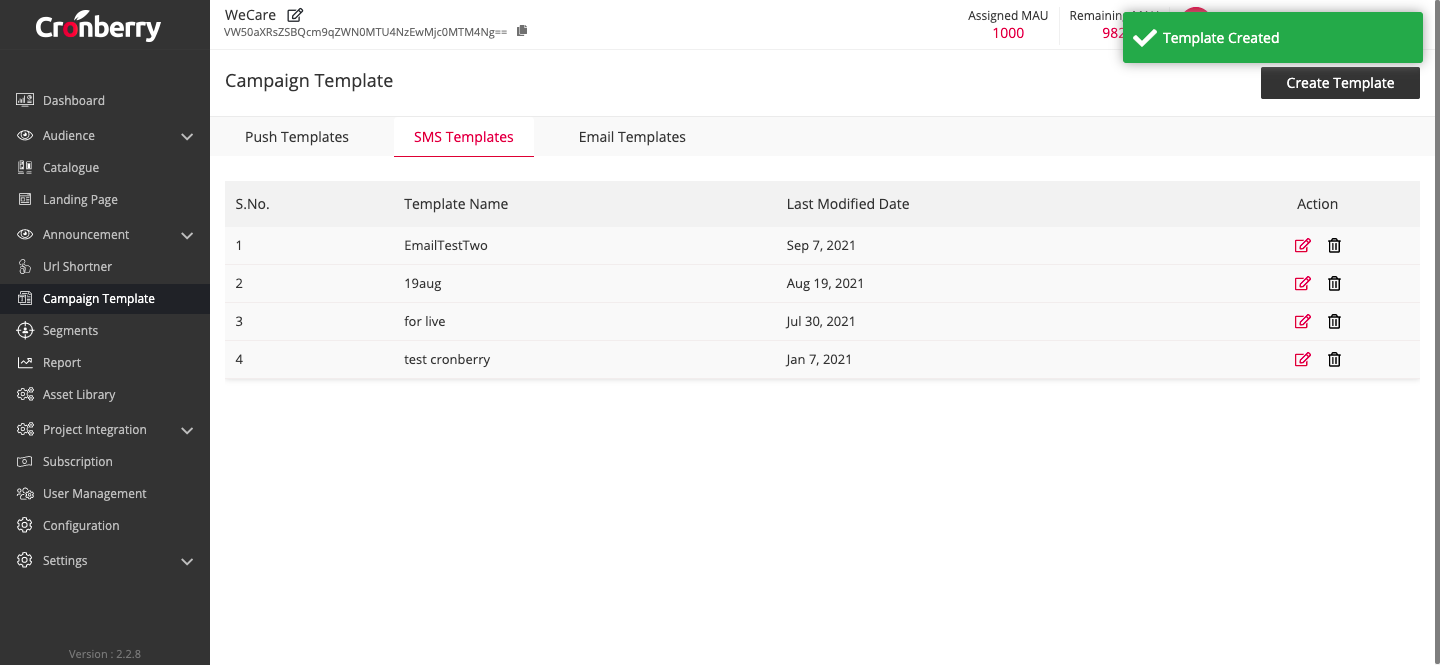 Cronberry
WeCare
VW50aXRsZSBQcm9qZWN0MTU4NzEwMjc0MTM4Ng==
Assigned MAU
1000
Remaining
982
Template Created
Campaign Template
Create Template
Push Templates
SMS Templates
Email Templates
S.No. Template Name Last Modified Date Action
1 EmailTestTwo Sep 7, 2021
2 19aug Aug 19, 2021
3 for live Jul 30, 2021
4 test cronberry Jan 7, 2021
Dashboard
Audience
Catalogue
Landing Page
Announcement
Url Shortner
Campaign Template
Segments
Report
Asset Library
Project Integration
Subscription
User Management
Configuration
Settings
Version : 2.2.8